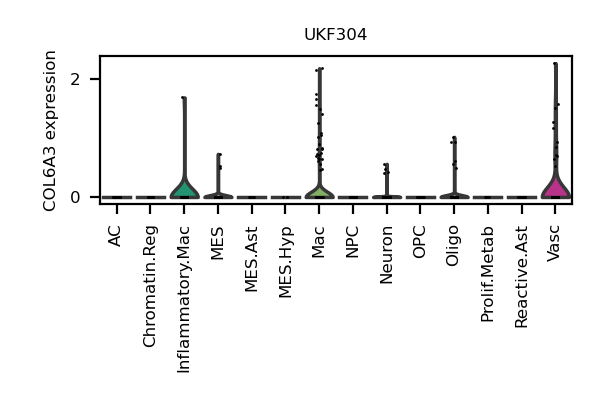 UKF304
COL6A3 expression
2
0
AC
Chromatin.Reg
Inflammatory.Mac
MES
MES.Ast
MES.Hyp
Mac
NPC
Neuron
OPC
Oligo
Prolif.Metab
Reactive.Ast
Vasc